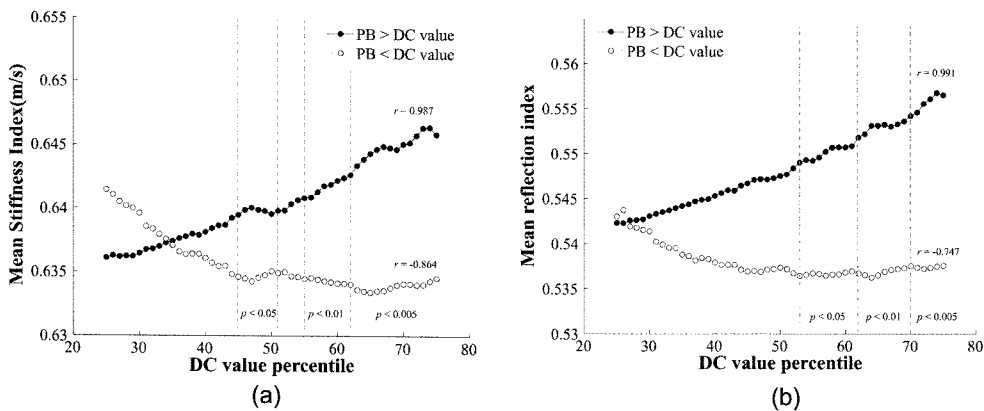 (a)
0.655
0.65
0.645
0.64
0.635
0.63
Mean Stiffness Index(m/s)
PB > DC value
PB < DC value
r = 0.987
r = -0.864
p < 0.05
p < 0.01
p < 0.005
20
30
40
50
60
70
80
DC value percentile
(a)
(b)
0.56
0.555
0.55
0.545
0.54
0.535
0.53
Mean reflection index
PB > DC value
PB < DC value
r = 0.991
r = -0.747
p < 0.05
p < 0.01
p < 0.005
20
30
40
50
60
70
80
DC value percentile
(b)